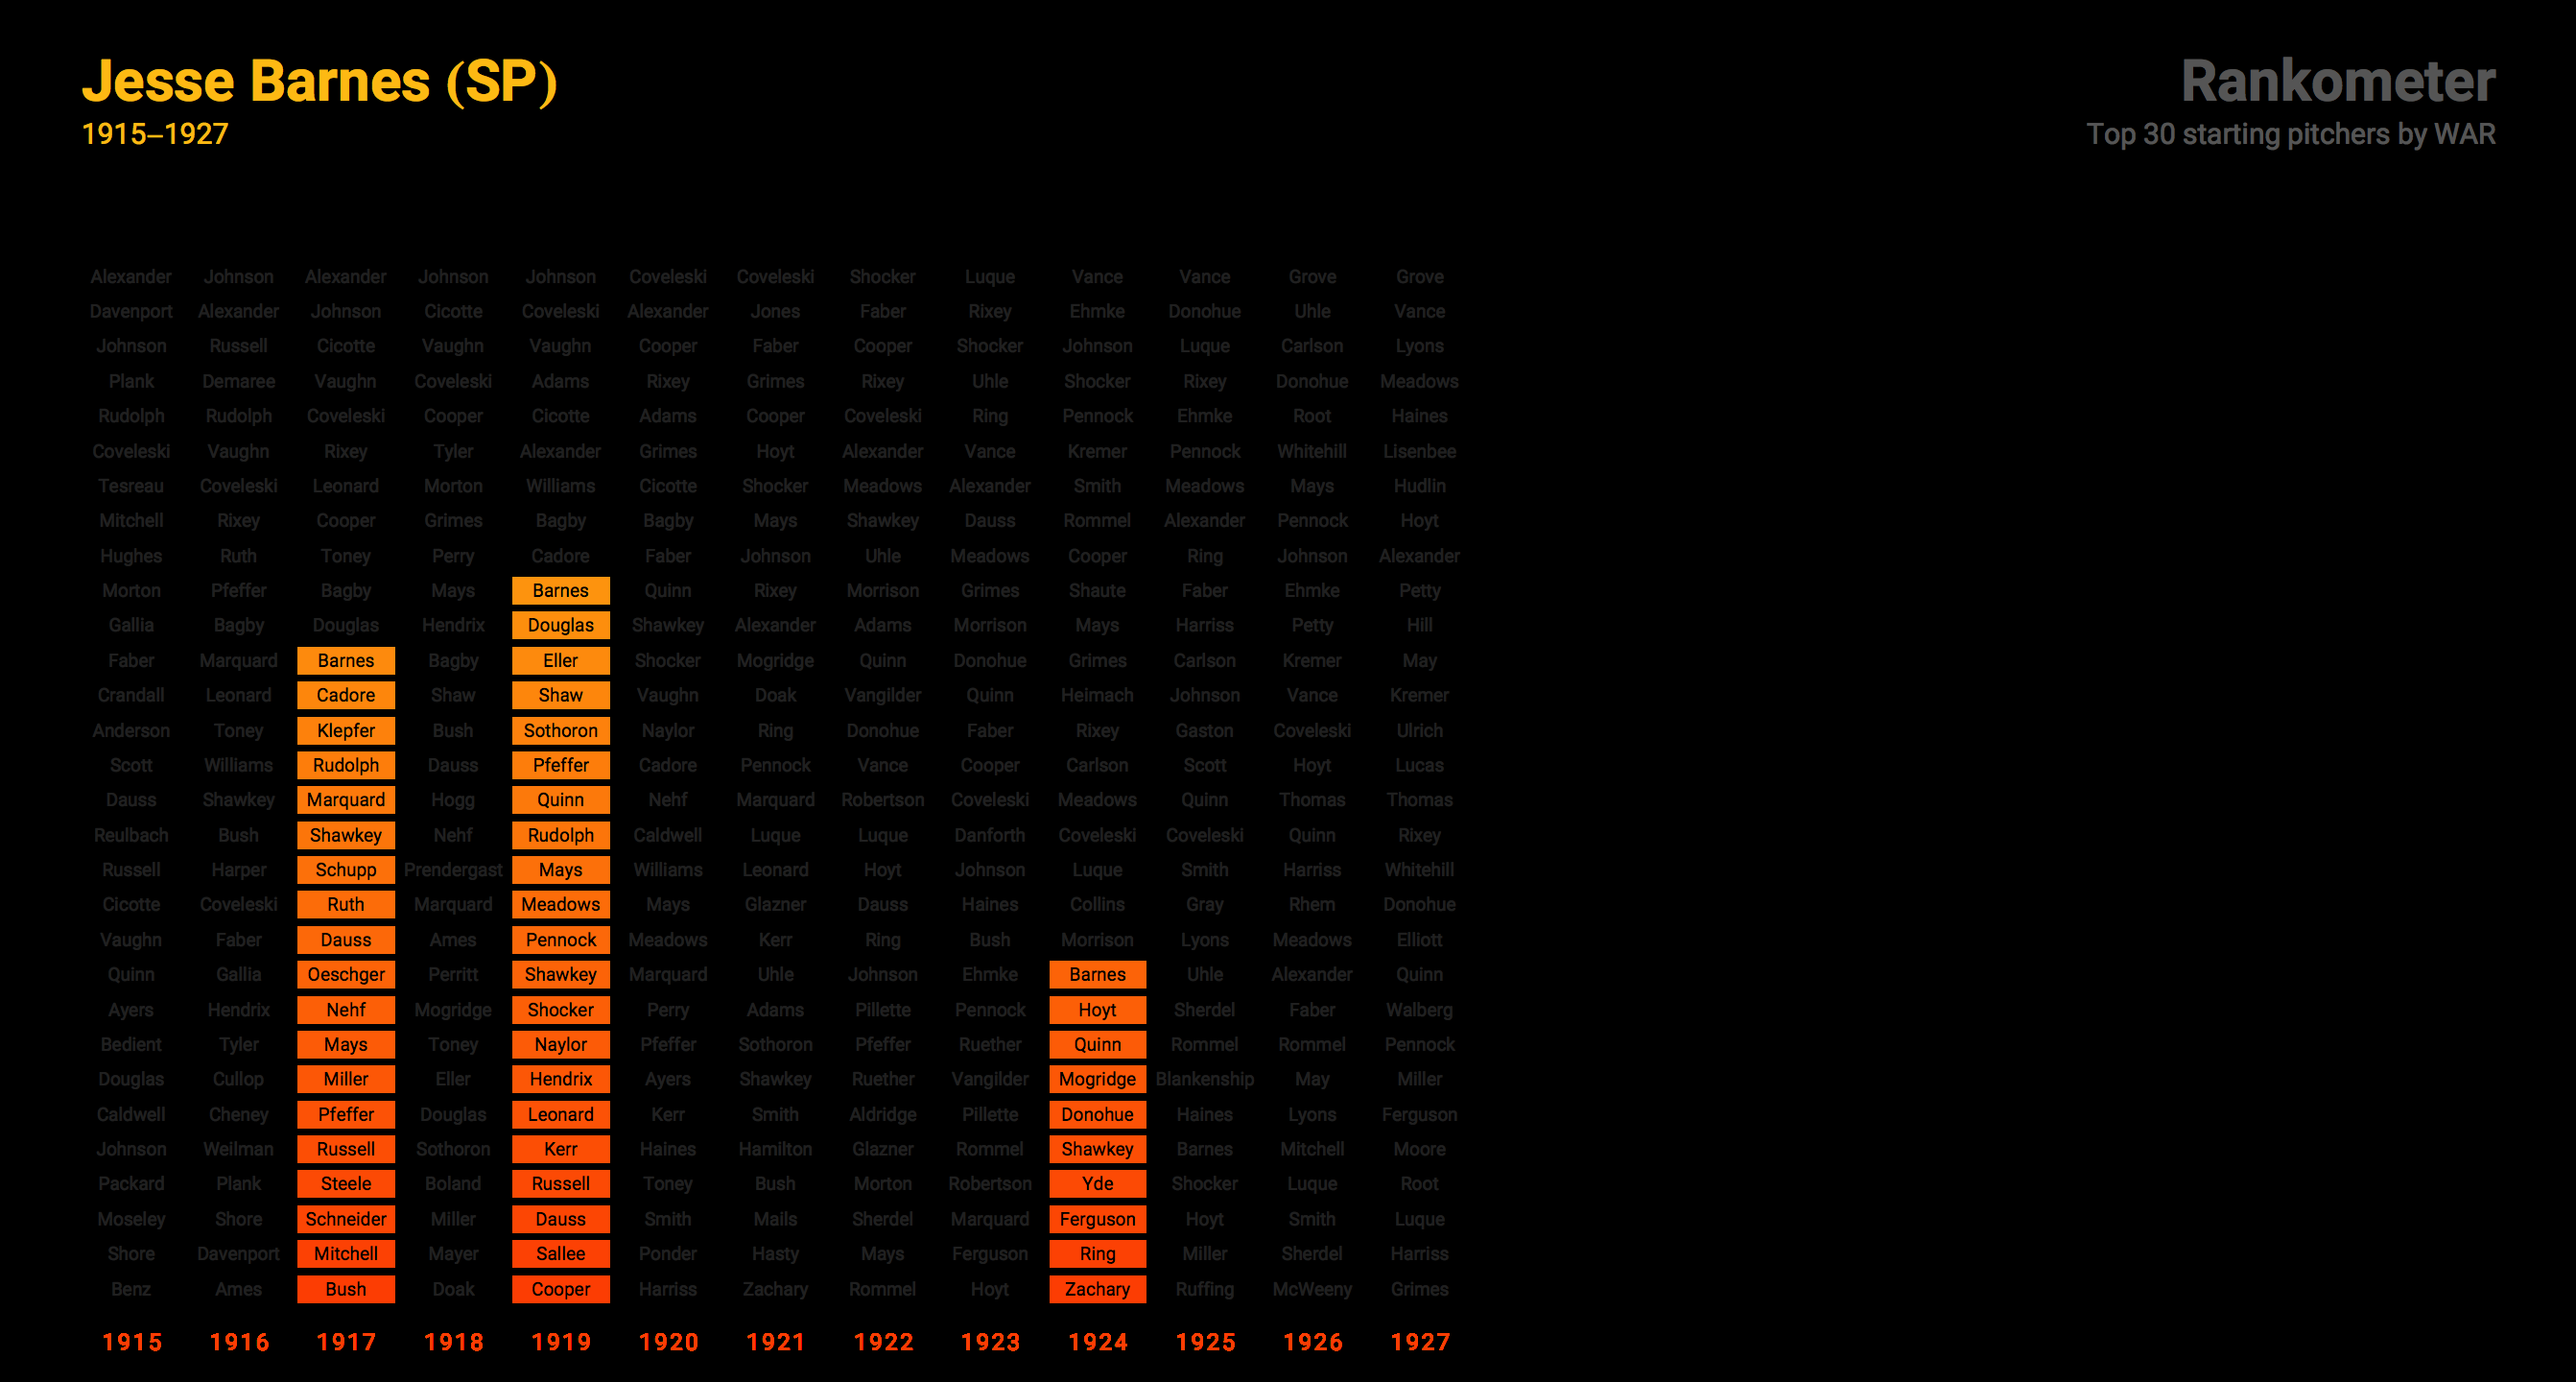 Jesse Barnes (SP)
1915–1927
Rankometer
Top 30 starting pitchers by WAR
Alexander Johnson Alexander Johnson Johnson Coveleski Coveleski Shocker Luque Vance Vance Grove Grove
Davenport Alexander Johnson Cicotte Coveleski Alexander Jones Faber Rixey Ehmke Donohue Uhle Vance
Johnson Russell Cicotte Vaughn Vaughn Cooper Faber Cooper Shocker Johnson Luque Carlson Lyons
Plank Demaree Vaughn Coveleski Adams Rixey Grimes Rixey Uhle Shocker Rixey Donohue Meadows
Rudolph Rudolph Coveleski Cooper Cicotte Adams Cooper Coveleski Ring Pennock Ehmke Root Haines
Coveleski Vaughn Rixey Tyler Alexander Grimes Hoyt Alexander Vance Kremer Pennock Whitehill Lisenbee
Tesreau Coveleski Leonard Morton Williams Cicotte Shocker Meadows Alexander Smith Meadows Mays Hudlin
Mitchell Rixey Cooper Grimes Bagby Bagby Mays Shawkey Dauss Rommel Alexander Pennock Hoyt
Hughes Ruth Toney Perry Cadore Faber Johnson Uhle Meadows Cooper Ring Johnson Alexander
Morton Pfeffer Bagby Mays Barnes Quinn Rixey Morrison Grimes Shaute Faber Ehmke Petty
Gallia Bagby Douglas Hendrix Douglas Shawkey Alexander Adams Morrison Mays Harriss Petty Hill
Faber Marquard Barnes Bagby Eller Shocker Mogridge Quinn Donohue Grimes Carlson Kremer May
Crandall Leonard Cadore Shaw Shaw Vaughn Doak Vangilder Quinn Heimach Johnson Vance Kremer
Anderson Toney Klepfer Bush Sothoron Naylor Ring Donohue Faber Rixey Gaston Coveleski Ulrich
Scott Williams Rudolph Dauss Pfeffer Cadore Pennock Vance Cooper Carlson Scott Hoyt Lucas
Dauss Shawkey Marquard Hogg Quinn Nehf Marquard Robertson Coveleski Meadows Quinn Thomas Thomas
Reulbach Bush Shawkey Nehf Rudolph Caldwell Luque Luque Danforth Coveleski Coveleski Quinn Rixey
Russell Harper Schupp Prendergast Mays Williams Leonard Hoyt Johnson Luque Smith Harriss Whitehill
Cicotte Coveleski Ruth Marquard Meadows Mays Glazner Dauss Haines Collins Gray Rhem Donohue
Vaughn Faber Dauss Ames Pennock Meadows Kerr Ring Bush Morrison Lyons Meadows Elliott
Quinn Gallia Oeschger Perritt Shawkey Marquard Uhle Johnson Ehmke Barnes Uhle Alexander Quinn
Ayers Hendrix Nehf Mogridge Shocker Perry Adams Pillette Pennock Hoyt Sherdel Faber Walberg
Bedient Tyler Mays Toney Naylor Pfeffer Sothoron Pfeffer Ruether Quinn Rommel Rommel Pennock
Douglas Cullop Miller Eller Hendrix Ayers Shawkey Ruether Vangilder Mogridge Blankenship May Miller
Caldwell Cheney Pfeffer Douglas Leonard Kerr Smith Aldridge Pillette Donohue Haines Lyons Ferguson
Johnson Weilman Russell Sothoron Kerr Haines Hamilton Glazner Rommel Shawkey Barnes Mitchell Moore
Packard Plank Steele Boland Russell Toney Bush Morton Robertson Yde Shocker Luque Root
Moseley Shore Schneider Miller Dauss Smith Mails Sherdel Marquard Ferguson Hoyt Smith Luque
Shore Davenport Mitchell Mayer Sallee Ponder Hasty Mays Ferguson Ring Miller Sherdel Harriss
Benz Ames Bush Doak Cooper Harriss Zachary Rommel Hoyt Zachary Ruffing McWeeny Grimes
1915 1916 1917 1918 1919 1920 1921 1922 1923 1924 1925 1926 1927